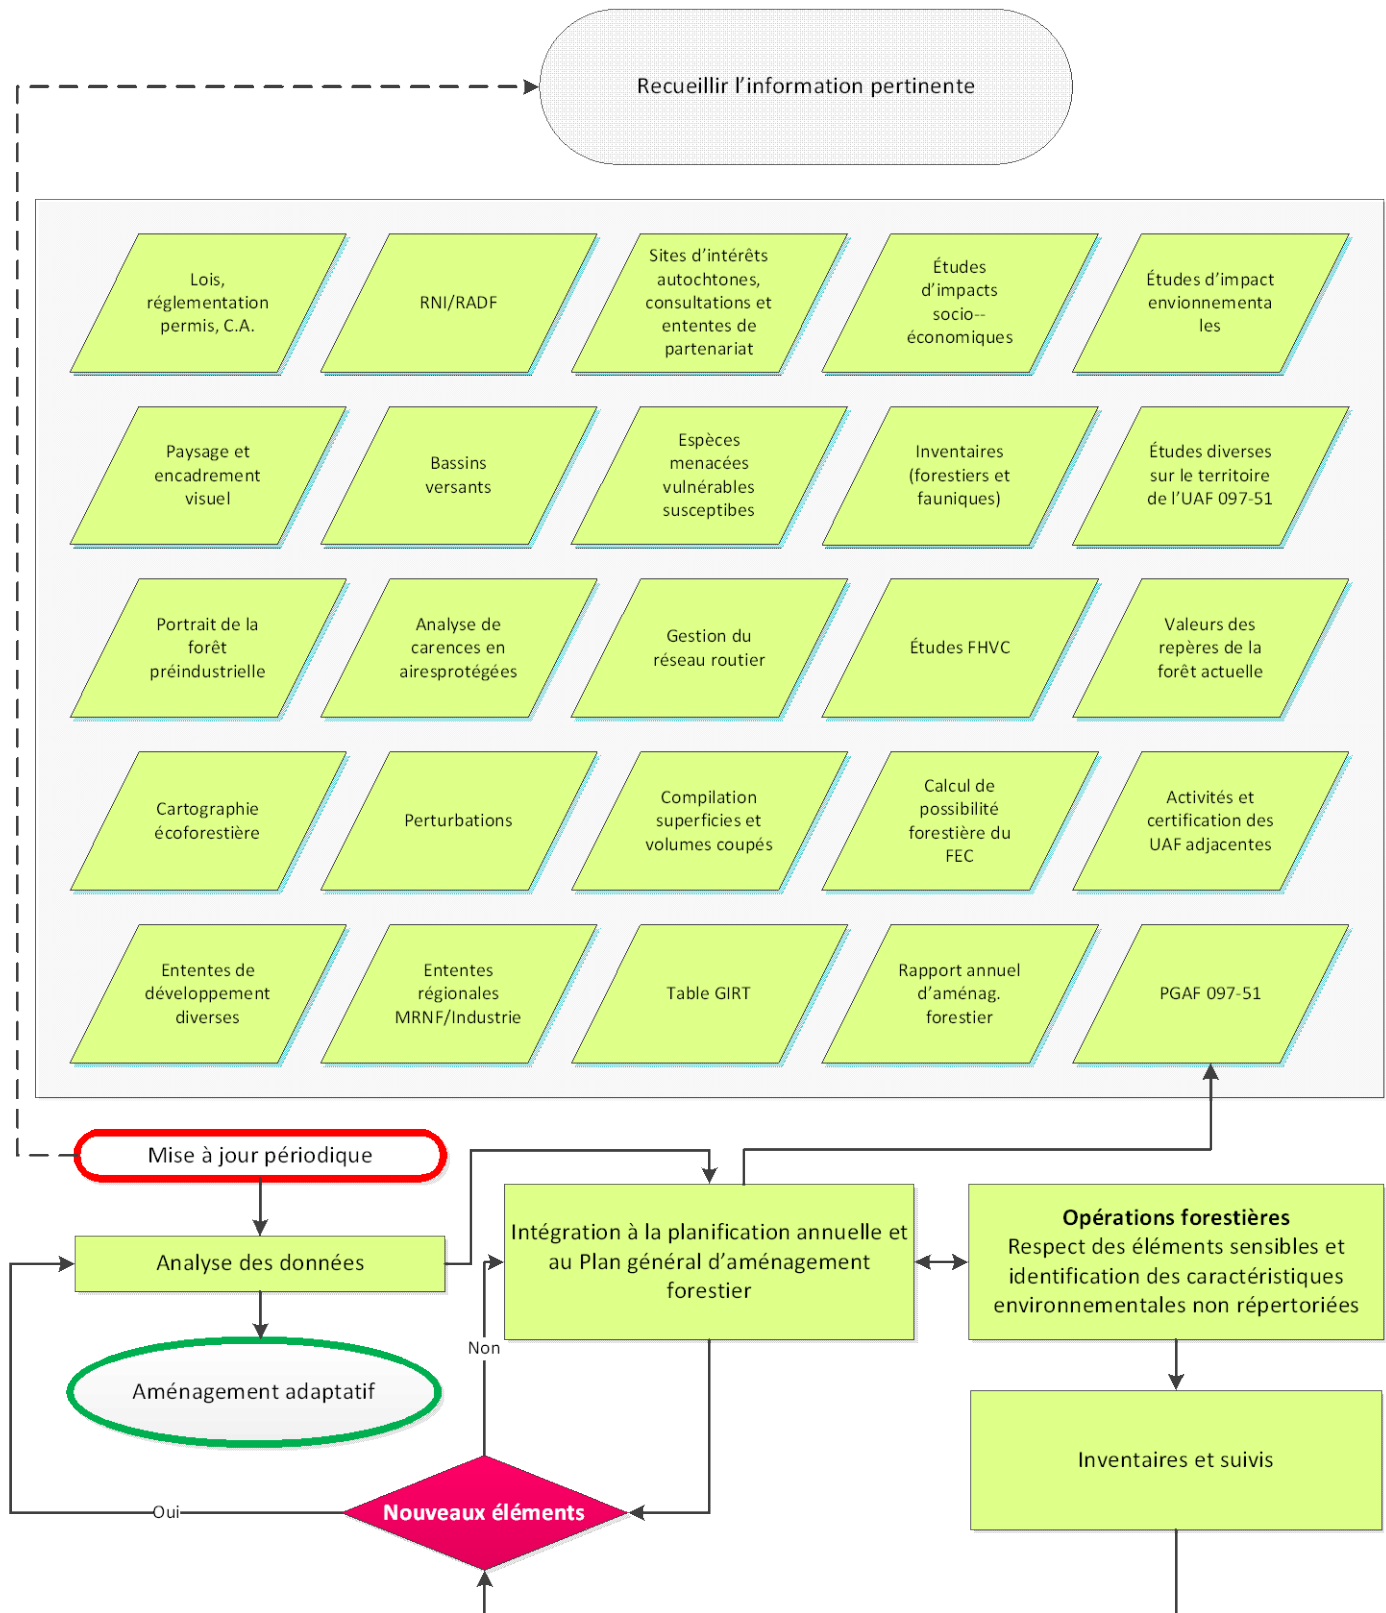 Recueillir l’information pertinente
Lois,
réglementation
permis, C.A.
RNI/RADF
Sites d’intérêts
autochtones,
consultations et
ententes de
partenariat
Études
d’impacts
socio--
économiques
Études d’impact
envionnementa
les
Paysage et
encadrement
visuel
Bassins
versants
Espèces
menacées
vulnérables
susceptibes
Inventaires
(forestiers et
fauniques)
Études diverses
sur le territoire
de l’UAF 097-51
Portrait de la
forêt
préindustrielle
Analyse de
carences en
airesprotégées
Gestion du
réseau routier
Études FHVC
Valeurs des
repères de la
forêt actuelle
Cartographie
écoforestière
Perturbations
Compilation
superficies et
volumes coupés
Calcul de
possibilité
forestière du
FEC
Activités et
certification des
UAF adjacentes
Ententes de
développement
diverses
Ententes
régionales
MRNF/Industrie
Table GIRT
Rapport annuel
d’aménag.
forestier
PGAF 097-51
Mise à jour périodique
Analyse des données
Aménagement adaptatif
Intégration à la planification annuelle et
au Plan général d’aménagement
forestier
Opérations forestières
Respect des éléments sensibles et
identification des caractéristiques
environnementales non répertoriées
Non
Inventaires et suivis
Oui
Nouveaux éléments